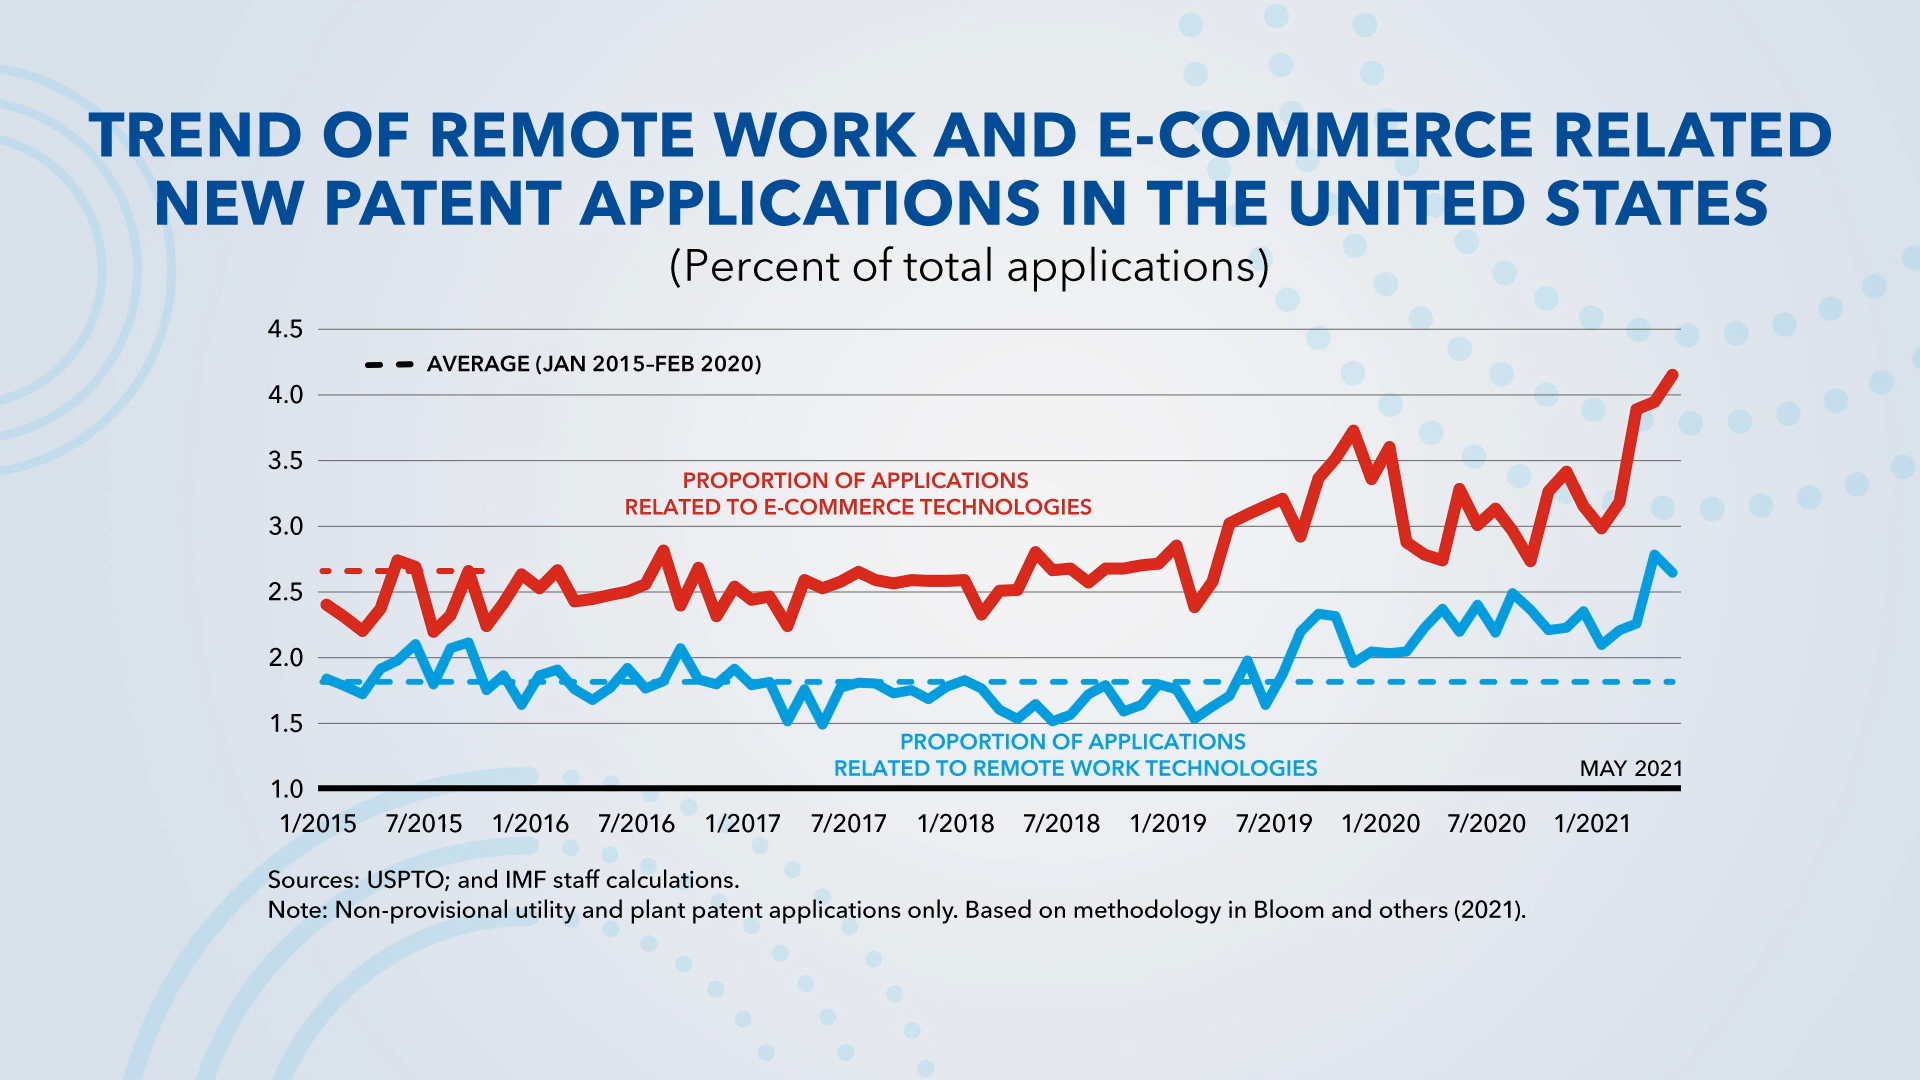 TREND OF REMOTE WORK AND E-COMMERCE RELATED
NEW PATENT APPLICATIONS IN THE UNITED STATES
(Percent of total applications)
4.5
AVERAGE (JAN 2015–FEB 2020)
4.0
3.5
PROPORTION OF APPLICATIONS
RELATED TO E-COMMERCE TECHNOLOGIES
3.0
2.5
2.0
1.5
PROPORTION OF APPLICATIONS
RELATED TO REMOTE WORK TECHNOLOGIES
MAY 2021
1.0
1/2015 7/2015 1/2016 7/2016 1/2017 7/2017 1/2018 7/2018 1/2019 7/2019 1/2020 7/2020 1/2021
Sources: USPTO; and IMF staff calculations.
Note: Non-provisional utility and plant patent applications only. Based on methodology in Bloom and others (2021).